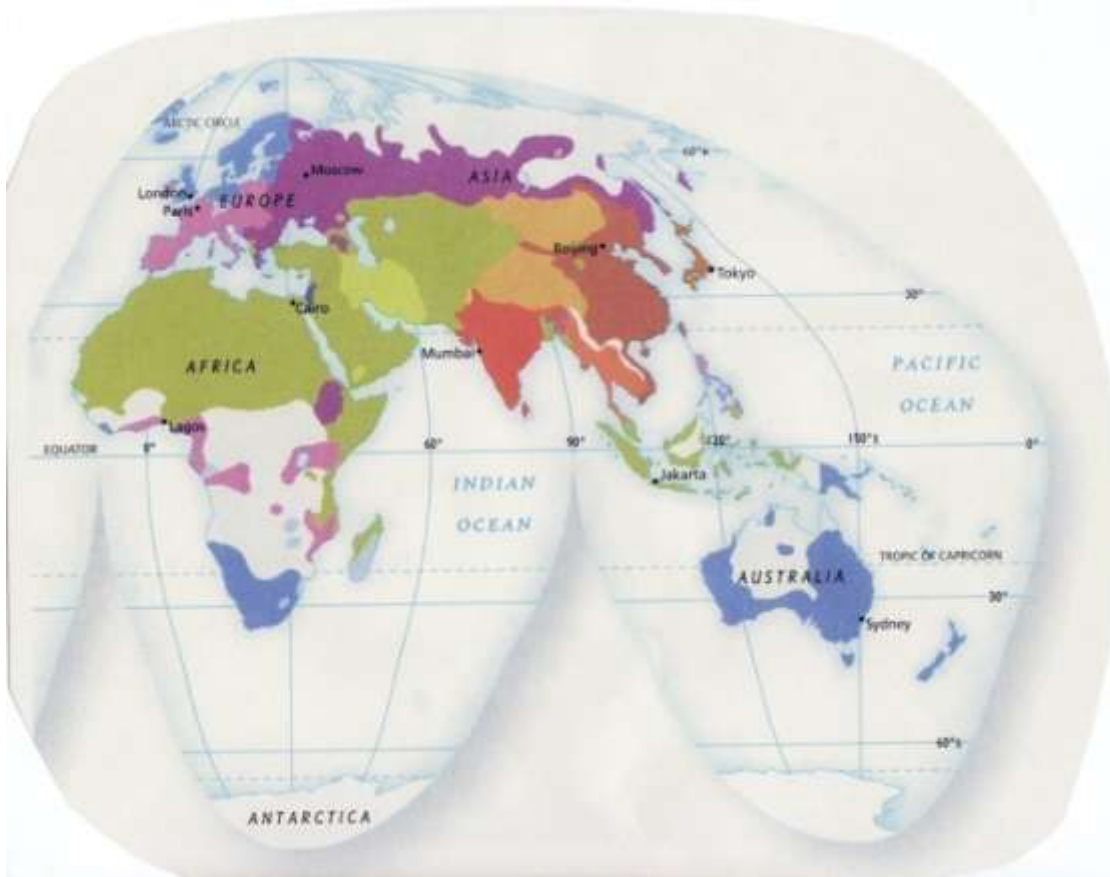 ARCTIC CIRCLE
60°N
Moscow
ASIA
London
EUROPE
Paris
Beijing
Tokyo
30°
Cairo
Mumbai
AFRICA
PACIFIC
OCEAN
Lagos
EQUATOR
0°
60°
90°
120°
150°
0°
Jakarta
INDIAN
OCEAN
TROPIC OF CAPRICORN
AUSTRALIA
30°
Sydney
60°S
ANTARCTICA